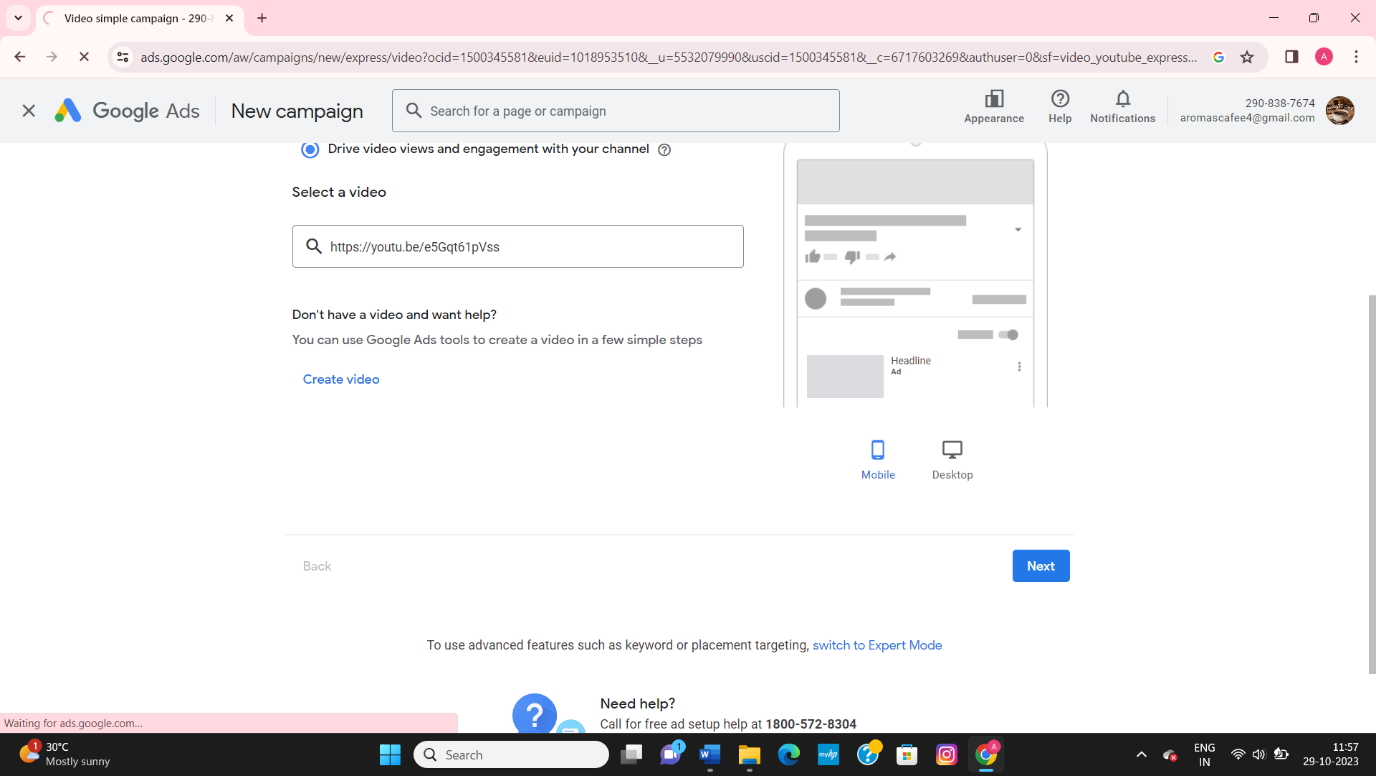 Video simple campaign - 290-8
ads.google.com/aw/campaigns/new/express/video?ocid=1500345581&euid=1018953510&__u=5532079990&uscid=1500345581&__c=6717603269&authuser=0&sf=video_youtube_express...
A
Google Ads
New campaign
Search for a page or campaign
Appearance
Help
Notifications
290-838-7674
aromascafee4@gmail.com
Drive video views and engagement with your channel
Select a video
https://youtu.be/e5Gqt61pVss
Don't have a video and want help?
You can use Google Ads tools to create a video in a few simple steps
Create video
Headline
Ad
Mobile
Desktop
Back
Next
To use advanced features such as keyword or placement targeting, switch to Expert Mode
Need help?
Call for free ad setup help at 1800-572-8304
Waiting for ads.google.com...
1
30°C
Mostly sunny
Search
1
W
myhp
A
ENG
IN
11:57
29-10-2023